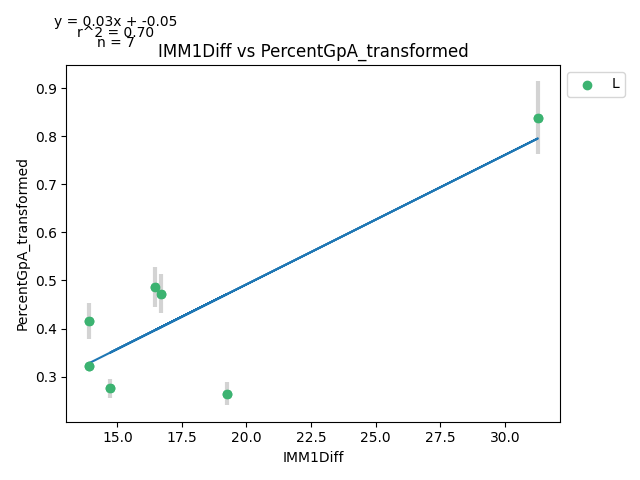 y = 0.03x + -0.05
r^2 = 0.70
n = 7
IMM1Diff vs PercentGpA_transformed
L
PercentGpA_transformed
0.9
0.8
0.7
0.6
0.5
0.4
0.3
15.0 17.5 20.0 22.5 25.0 27.5 30.0
IMM1Diff